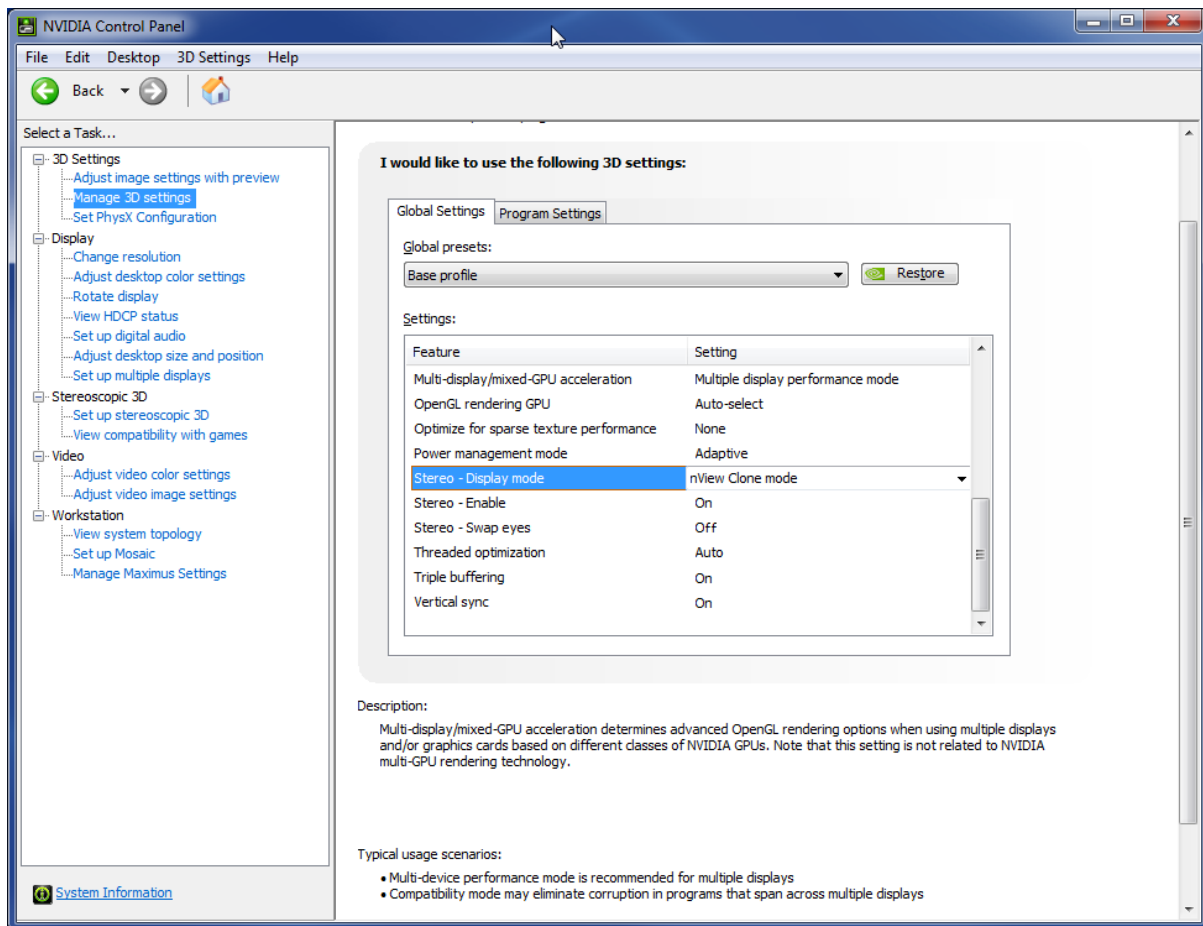 NVIDIA Control Panel
File Edit Desktop 3D Settings Help
Back
Select a Task...
3D Settings
Adjust image settings with preview
Manage 3D settings
Set PhysX Configuration
Display
Change resolution
Adjust desktop color settings
Rotate display
View HDCP status
Set up digital audio
Adjust desktop size and position
Set up multiple displays
Stereoscopic 3D
Set up stereoscopic 3D
View compatibility with games
Video
Adjust video color settings
Adjust video image settings
Workstation
View system topology
Set up Mosaic
Manage Maximus Settings
System Information
I would like to use the following 3D settings:
Global Settings Program Settings
Global presets:
Base profile Restore
Settings:
Feature Setting
Multi-display/mixed-GPU acceleration Multiple display performance mode
OpenGL rendering GPU Auto-select
Optimize for sparse texture performance None
Power management mode Adaptive
Stereo - Display mode nView Clone mode
Stereo - Enable On
Stereo - Swap eyes Off
Threaded optimization Auto
Triple buffering On
Vertical sync On
Description:
Multi-display/mixed-GPU acceleration determines advanced OpenGL rendering options when using multiple displays
and/or graphics cards based on different classes of NVIDIA GPUs. Note that this setting is not related to NVIDIA
multi-GPU rendering technology.
Typical usage scenarios:
• Multi-device performance mode is recommended for multiple displays
• Compatibility mode may eliminate corruption in programs that span across multiple displays